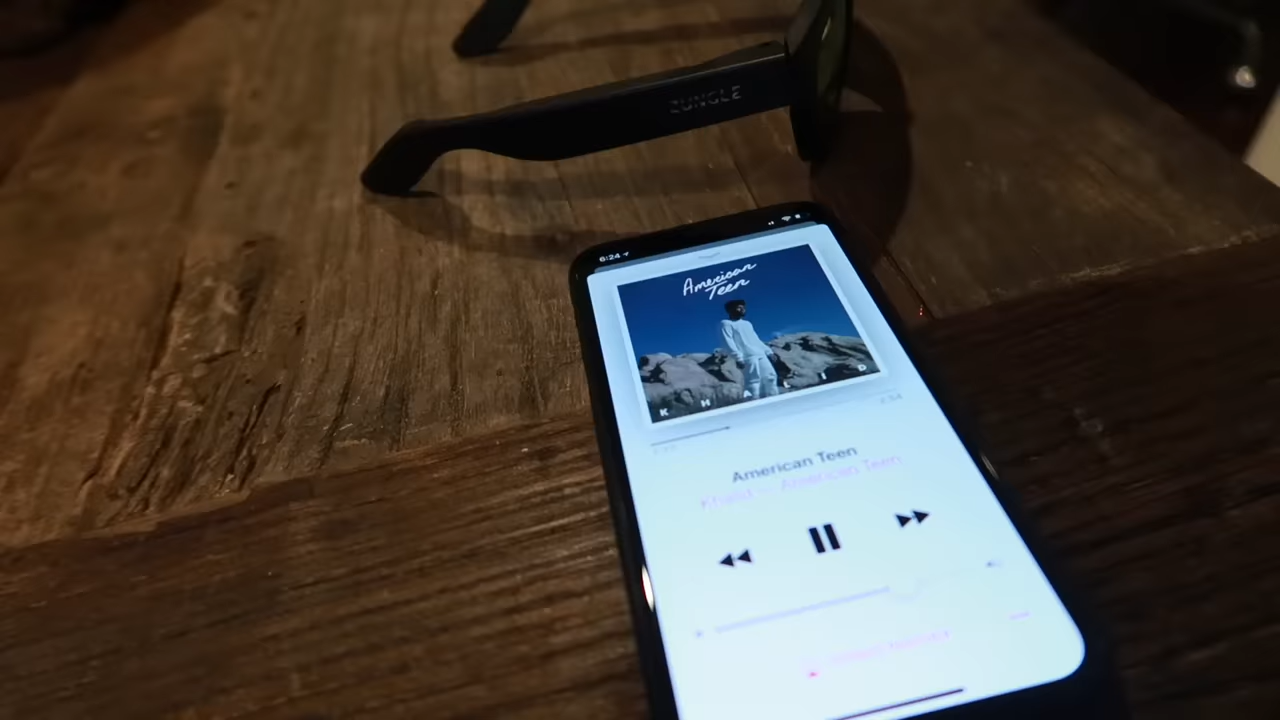 ZUNGLE
6:24
American
Teen
KHALID
American Teen
Khalid — American Teen